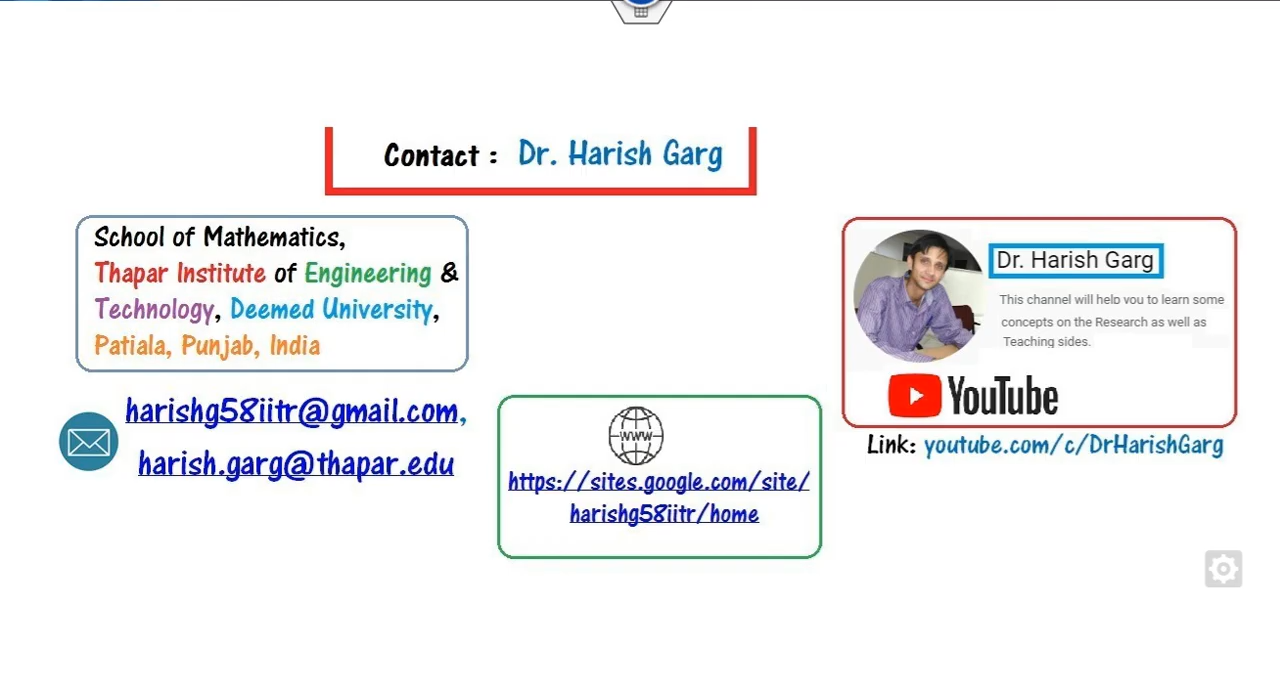 Contact : Dr. Harish Garg
School of Mathematics,
Thapar Institute of Engineering &
Technology, Deemed University,
Patiala, Punjab, India
harishg58iitr@gmail.com,
harish.garg@thapar.edu
www
https://sites.google.com/site/
harishg58iitr/home
Dr. Harish Garg
This channel will help you to learn some
concepts on the Research as well as
Teaching sides.
YouTube
Link: youtube.com/c/DrHarishGarg